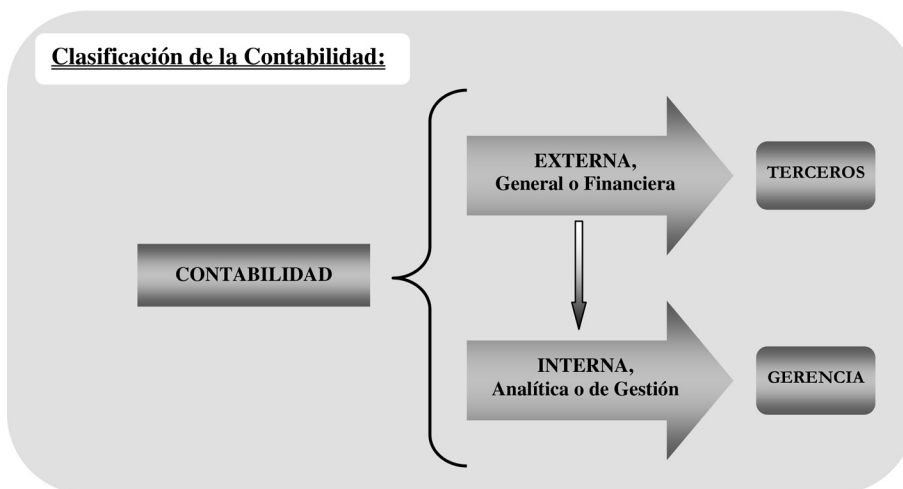 Clasificación de la Contabilidad:
EXTERNA,
General o Financiera
TERCEROS
CONTABILIDAD
INTERNA,
Analítica o de Gestión
GERENCIA